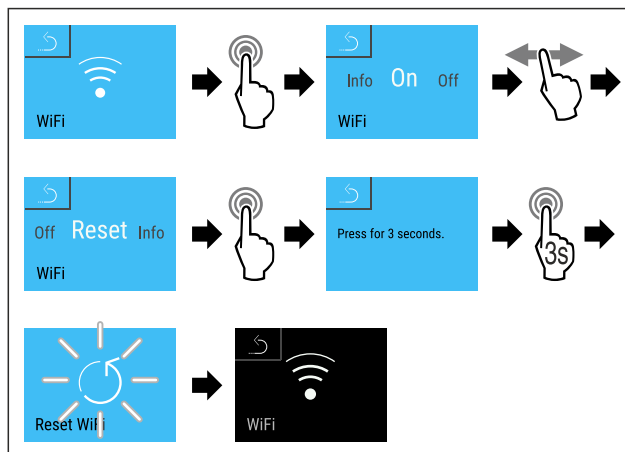 WiFi
Info On Off
WiFi
Off Reset Info
WiFi
Press for 3 seconds.
3s
Reset WiFi
WiFi